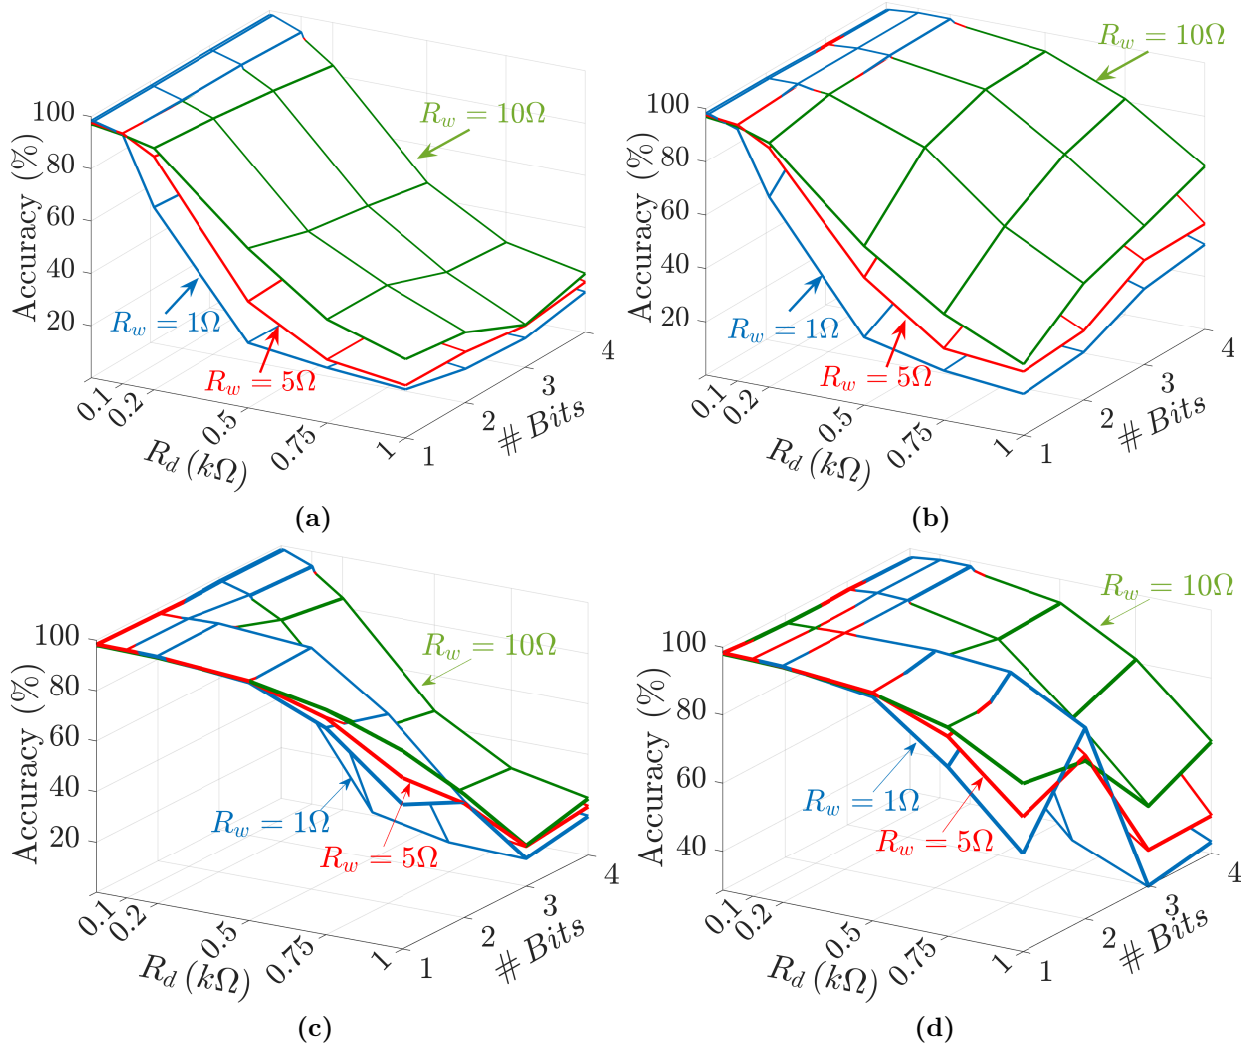 100
80
60
40
20
Accuracy (%)
R_w = 10Ω
R_w = 1Ω
R_w = 5Ω
0.1
0.2
0.5
0.75
1
R_d (kΩ)
1
2
3
4
# Bits
(a)
100
80
60
40
20
Accuracy (%)
R_w = 10Ω
R_w = 1Ω
R_w = 5Ω
0.1
0.2
0.5
0.75
1
R_d (kΩ)
1
2
3
4
# Bits
(b)
100
80
60
40
20
Accuracy (%)
R_w = 10Ω
R_w = 1Ω
R_w = 5Ω
0.1
0.2
0.5
0.75
1
R_d (kΩ)
1
2
3
4
# Bits
(c)
100
80
60
40
Accuracy (%)
R_w = 10Ω
R_w = 1Ω
R_w = 5Ω
0.1
0.2
0.5
0.75
1
R_d (kΩ)
1
2
3
4
# Bits
(d)